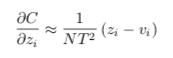 ∂C/∂z_i ≈ 1/NT² (z_i − v_i)